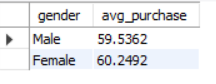 gender avg_purchase
Male 59.5362
Female 60.2492